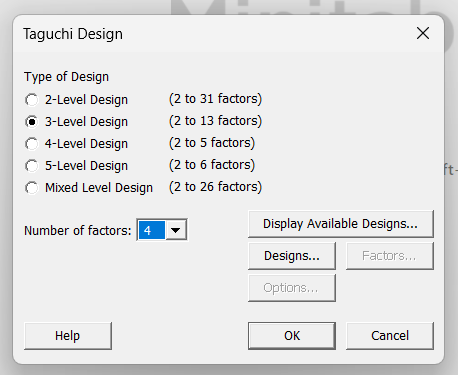 Minitab
Taguchi Design
Type of Design
2-Level Design (2 to 31 factors)
3-Level Design (2 to 13 factors)
4-Level Design (2 to 5 factors)
5-Level Design (2 to 6 factors)
Mixed Level Design (2 to 26 factors)
Number of factors: 4
Display Available Designs...
Designs... Factors...
Options...
Help OK Cancel